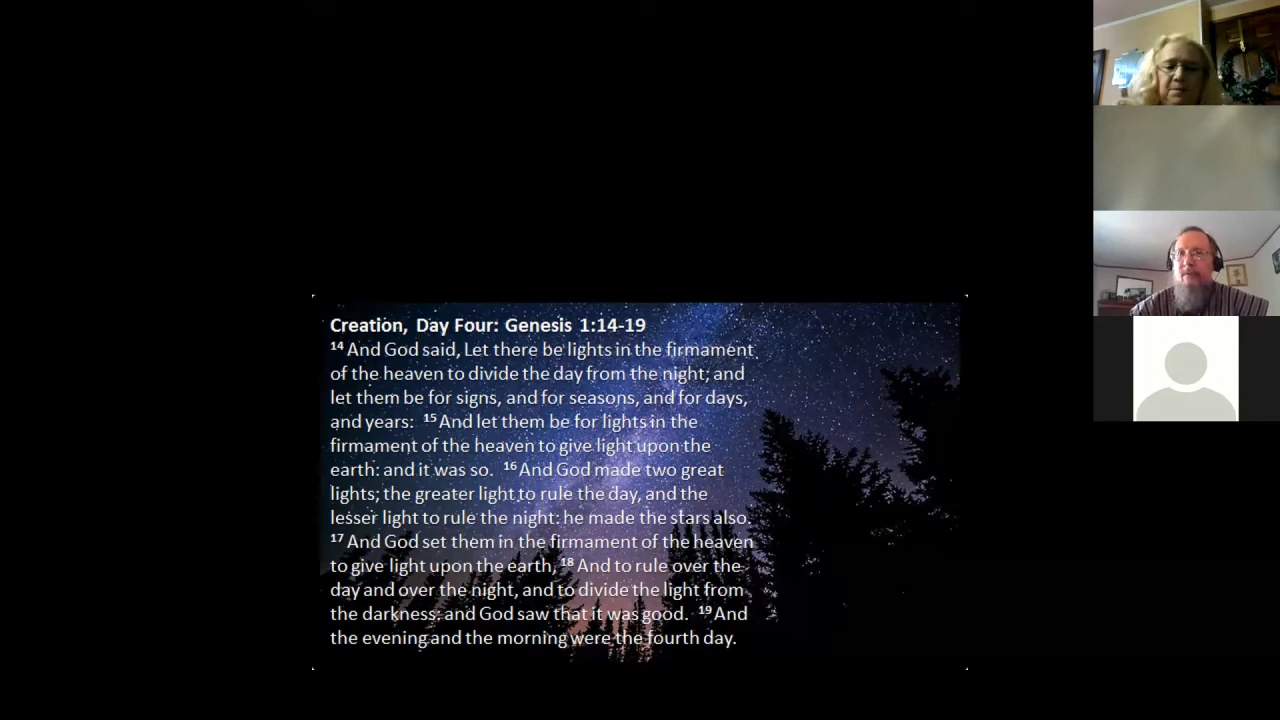 Creation, Day Four: Genesis 1:14-19
14 And God said, Let there be lights in the firmament
of the heaven to divide the day from the night; and
let them be for signs, and for seasons, and for days,
and years: 15 And let them be for lights in the
firmament of the heaven to give light upon the
earth: and it was so. 16 And God made two great
lights; the greater light to rule the day, and the
lesser light to rule the night: he made the stars also.
17 And God set them in the firmament of the heaven
to give light upon the earth, 18 And to rule over the
day and over the night, and to divide the light from
the darkness: and God saw that it was good. 19 And
the evening and the morning were the fourth day.